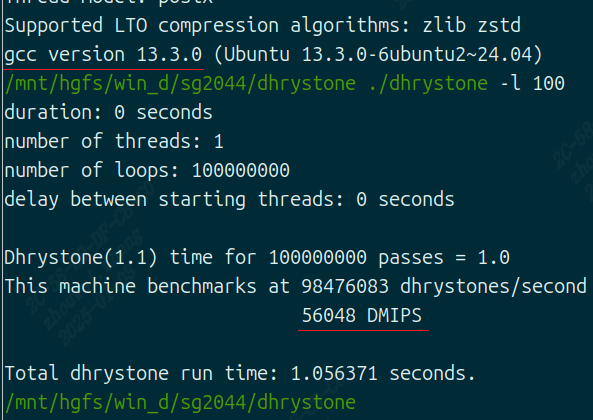 Thread model: posix
Supported LTO compression algorithms: zlib zstd
gcc version 13.3.0 (Ubuntu 13.3.0-6ubuntu2~24.04)
/mnt/hgfs/win_d/sg2044/dhrystone ./dhrystone -l 100
duration: 0 seconds
number of threads: 1
number of loops: 100000000
delay between starting threads: 0 seconds
Dhrystone(1.1) time for 100000000 passes = 1.0
This machine benchmarks at 98476083 dhrystones/second
56048 DMIPS
Total dhrystone run time: 1.056371 seconds.
/mnt/hgfs/win_d/sg2044/dhrystone